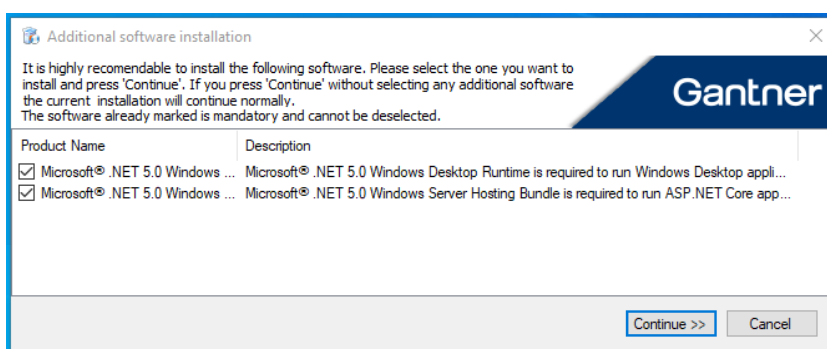 Additional software installation
It is highly recomendable to install the following software. Please select the one you want to
install and press 'Continue'. If you press 'Continue' without selecting any additional software
the current installation will continue normally.
The software already marked is mandatory and cannot be deselected.
Gantner
Product Name Description
Microsoft® .NET 5.0 Windows ... Microsoft® .NET 5.0 Windows Desktop Runtime is required to run Windows Desktop appli...
Microsoft® .NET 5.0 Windows ... Microsoft® .NET 5.0 Windows Server Hosting Bundle is required to run ASP.NET Core app...
Continue >> Cancel